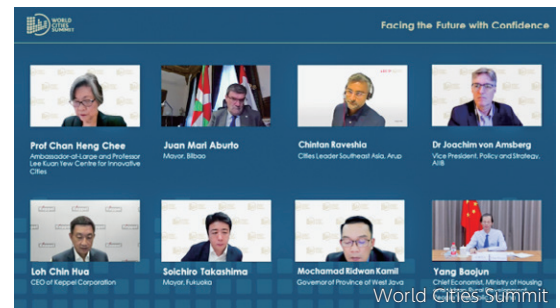 WORLD
CITIES
SUMMIT
Facing the Future with Confidence
Prof Chan Heng Chee
Ambassador-at-Large and Professor
Lee Kuan Yew Centre for Innovative
Cities
Juan Mari Aburto
Mayor, Bilbao
Chintan Raveshia
Cities Leader Southeast Asia, Arup
Dr Joachim von Amsberg
Vice President, Policy and Strategy,
AIIB
Loh Chin Hua
CEO of Keppel Corporation
Soichiro Takashima
Mayor, Fukuoka
Mochamad Ridwan Kamil
Governor of Province of West Java
Yang Baojun
Chief Economist, Ministry of Housing
World Cities Summit